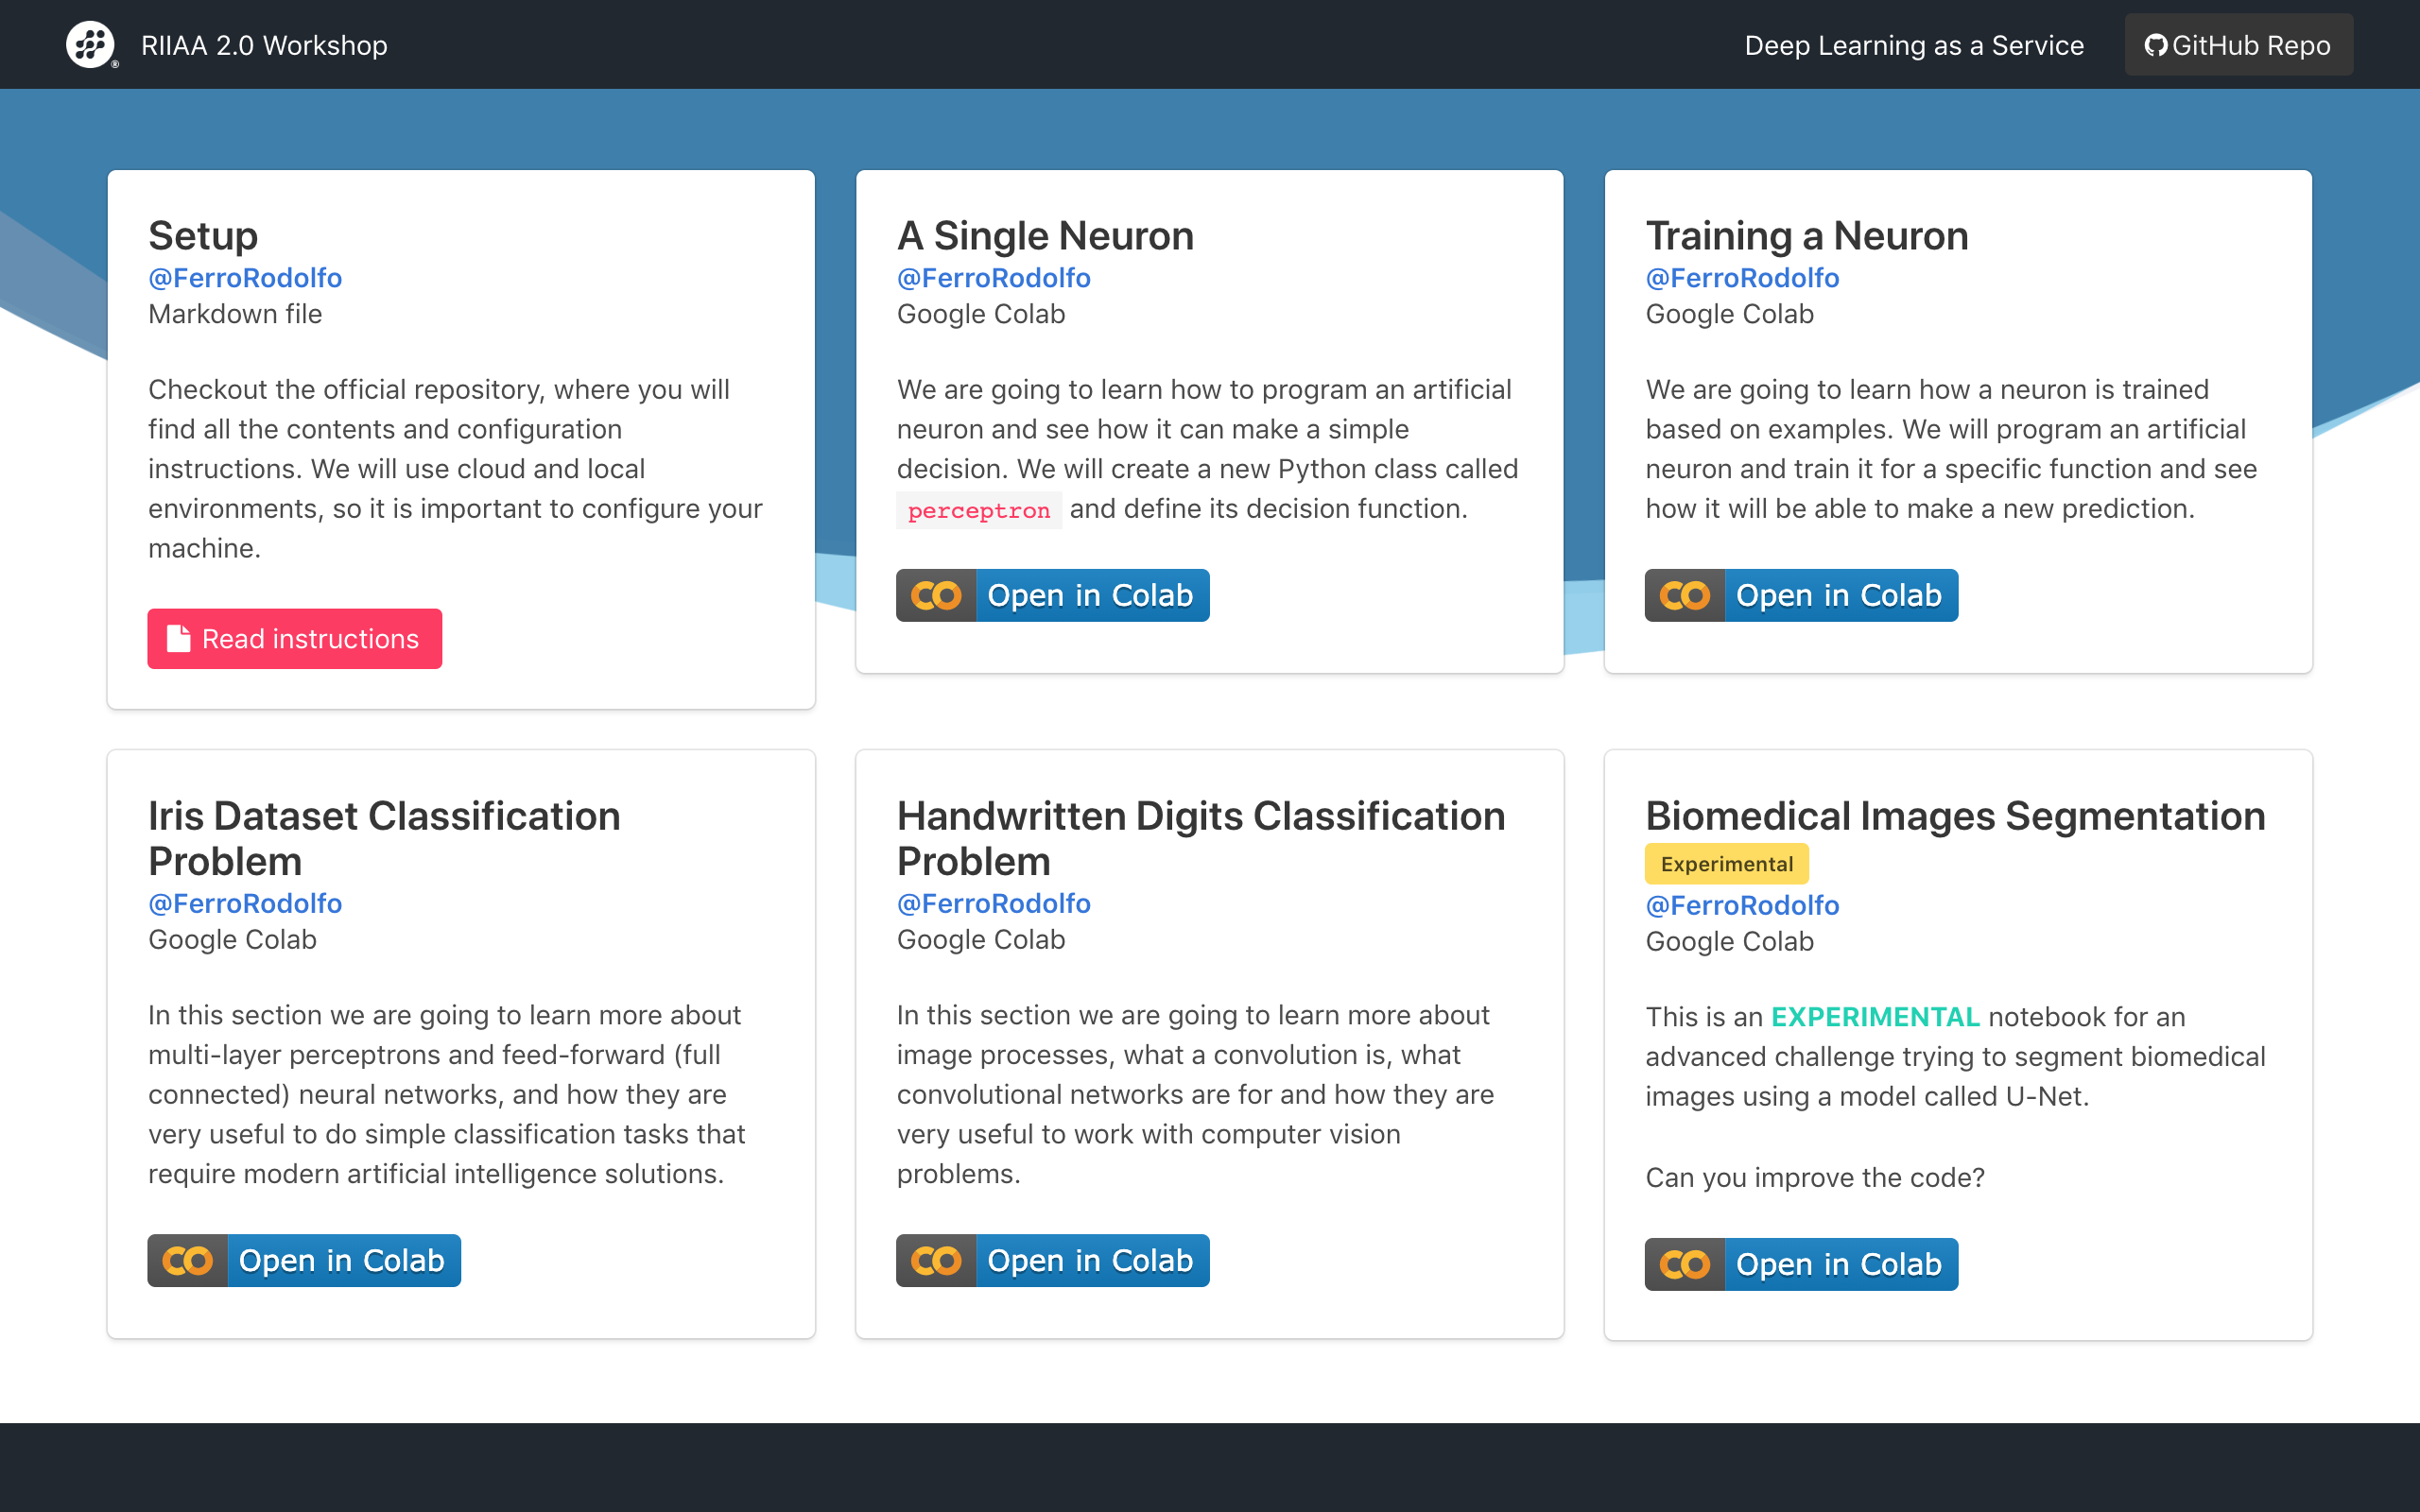 RIIAA 2.0 Workshop
Deep Learning as a Service
GitHub Repo
Setup
@FerroRodolfo
Markdown file
Checkout the official repository, where you will
find all the contents and configuration
instructions. We will use cloud and local
environments, so it is important to configure your
machine.
Read instructions
A Single Neuron
@FerroRodolfo
Google Colab
We are going to learn how to program an artificial
neuron and see how it can make a simple
decision. We will create a new Python class called
perceptron and define its decision function.
Open in Colab
Training a Neuron
@FerroRodolfo
Google Colab
We are going to learn how a neuron is trained
based on examples. We will program an artificial
neuron and train it for a specific function and see
how it will be able to make a new prediction.
Open in Colab
Iris Dataset Classification
Problem
@FerroRodolfo
Google Colab
In this section we are going to learn more about
multi-layer perceptrons and feed-forward (full
connected) neural networks, and how they are
very useful to do simple classification tasks that
require modern artificial intelligence solutions.
Open in Colab
Handwritten Digits Classification
Problem
@FerroRodolfo
Google Colab
In this section we are going to learn more about
image processes, what a convolution is, what
convolutional networks are for and how they are
very useful to work with computer vision
problems.
Open in Colab
Biomedical Images Segmentation
Experimental
@FerroRodolfo
Google Colab
This is an EXPERIMENTAL notebook for an
advanced challenge trying to segment biomedical
images using a model called U-Net.
Can you improve the code?
Open in Colab